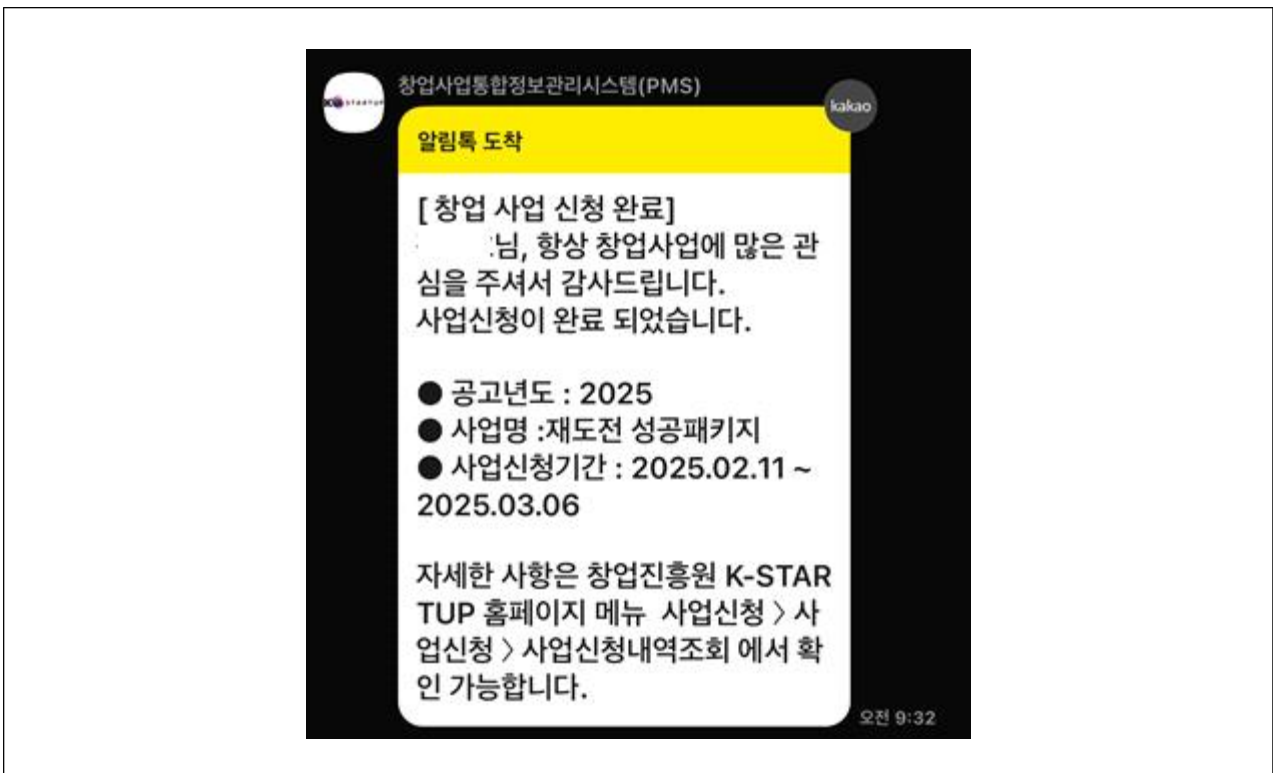 K STARTUP
창업사업통합정보관리시스템(PMS)
kakao
알림톡 도착
[ 창업 사업 신청 완료]
님, 항상 창업사업에 많은 관
심을 주셔서 감사드립니다.
사업신청이 완료 되었습니다.
● 공고년도 : 2025
● 사업명 :재도전 성공패키지
● 사업신청기간 : 2025.02.11 ~
2025.03.06
자세한 사항은 창업진흥원 K-STAR
TUP 홈페이지 메뉴 사업신청 > 사
업신청 > 사업신청내역조회 에서 확
인 가능합니다.
오전 9:32